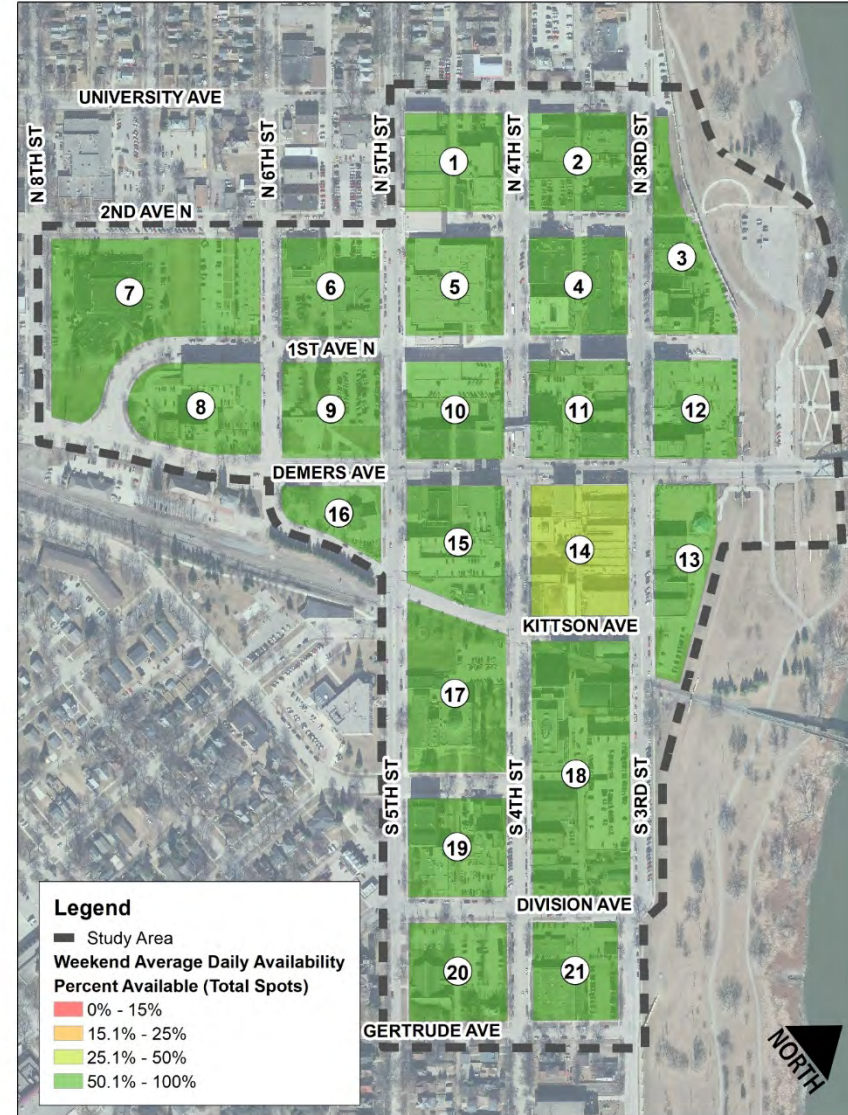 UNIVERSITY AVE
N 8TH ST
N 6TH ST
N 5TH ST
N 4TH ST
N 3RD ST
1
2
2ND AVE N
3
7
6
5
4
1ST AVE N
8
9
10
11
12
DEMERS AVE
16
15
14
13
KITTSON AVE
17
18
S 5TH ST
S 4TH ST
S 3RD ST
19
DIVISION AVE
20
21
GERTRUDE AVE
Legend
Study Area
Weekend Average Daily Availability
Percent Available (Total Spots)
0% - 15%
15.1% - 25%
25.1% - 50%
50.1% - 100%
NORTH